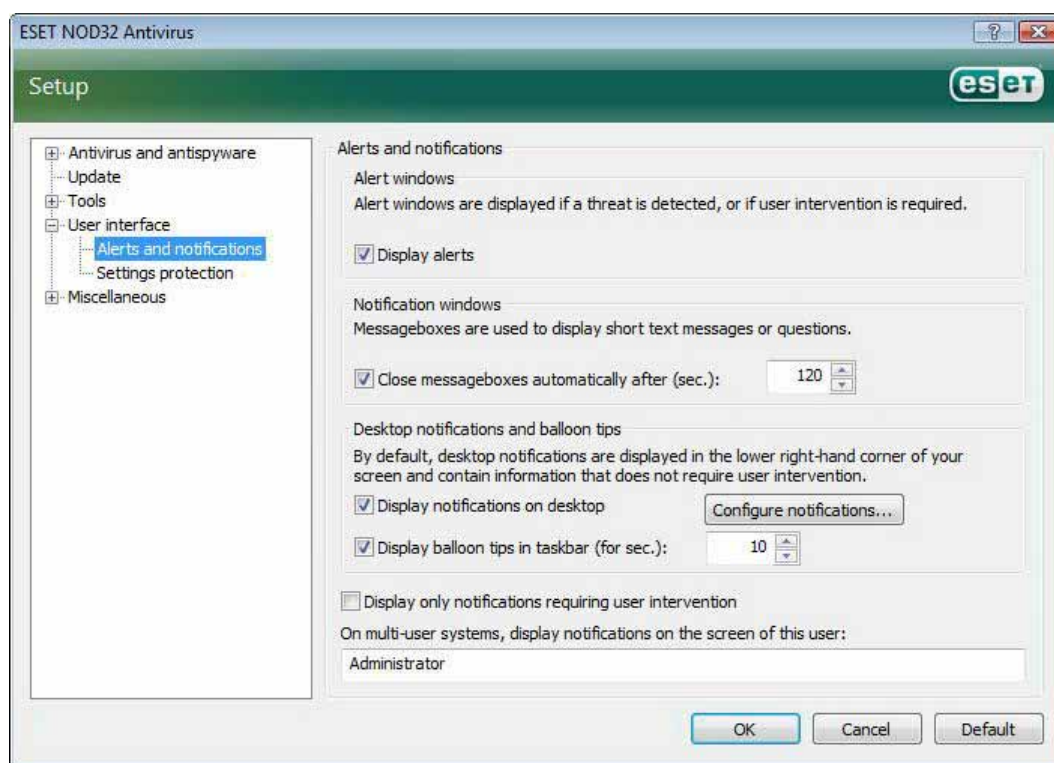 ESET NOD32 Antivirus
Setup
eset
Antivirus and antispyware
Update
Tools
User interface
Alerts and notifications
Settings protection
Miscellaneous
Alerts and notifications
Alert windows
Alert windows are displayed if a threat is detected, or if user intervention is required.
Display alerts
Notification windows
Messageboxes are used to display short text messages or questions.
Close messageboxes automatically after (sec.): 120
Desktop notifications and balloon tips
By default, desktop notifications are displayed in the lower right-hand corner of your
screen and contain information that does not require user intervention.
Display notifications on desktop Configure notifications...
Display balloon tips in taskbar (for sec.): 10
Display only notifications requiring user intervention
On multi-user systems, display notifications on the screen of this user:
Administrator
OK Cancel Default